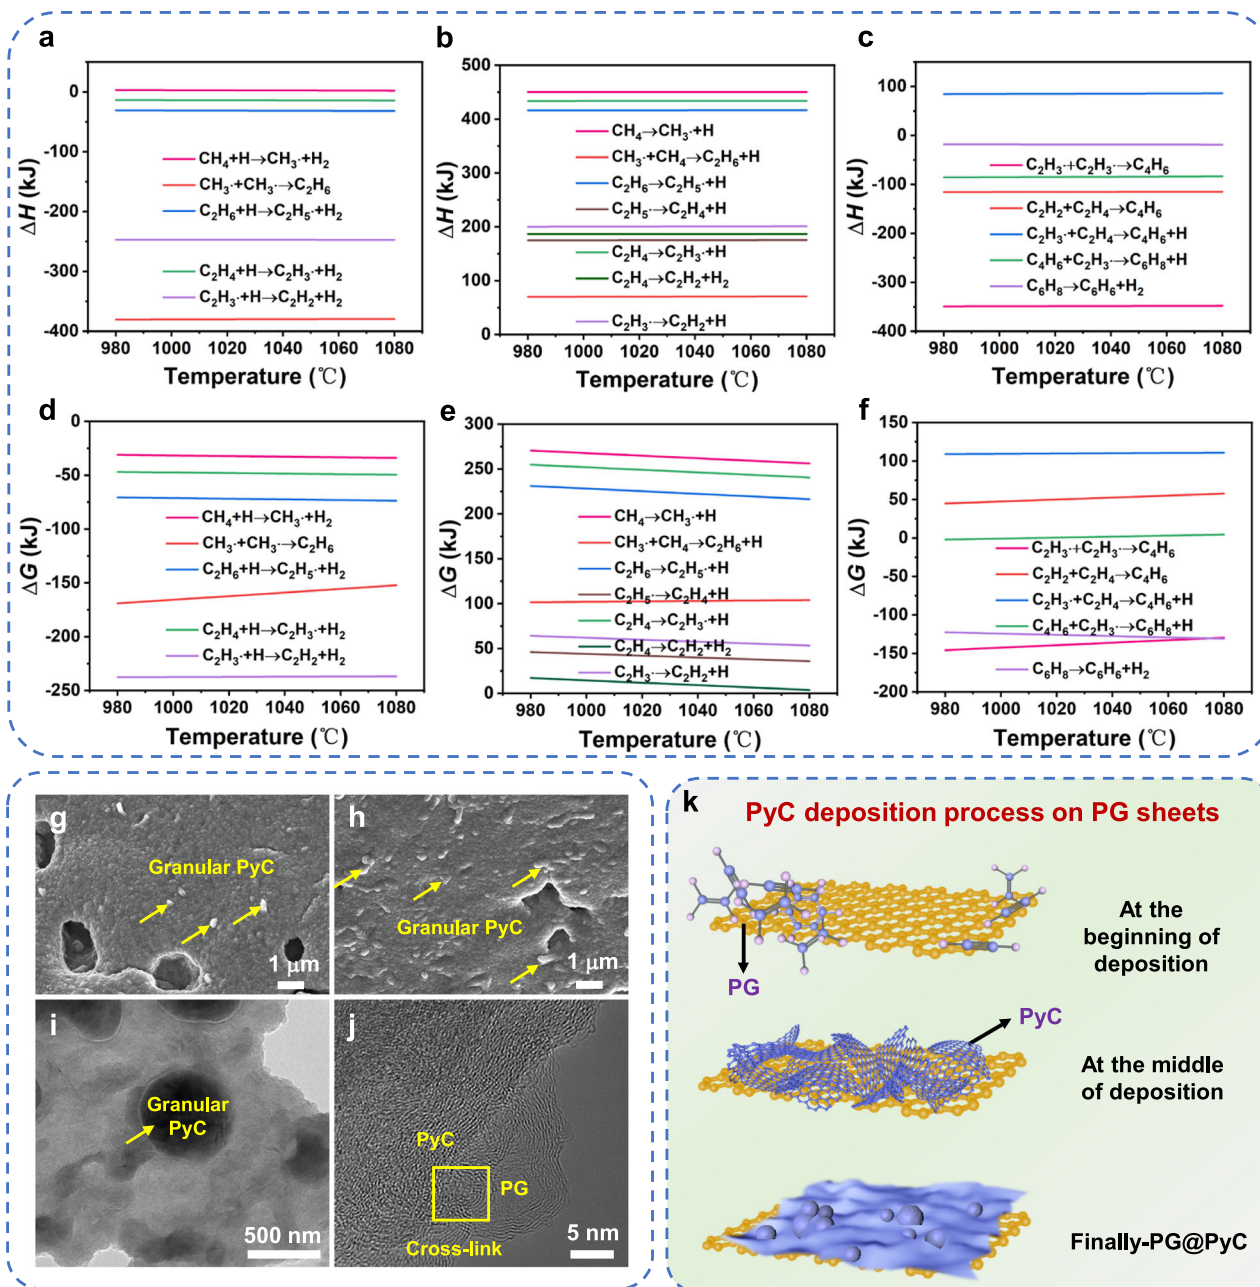 a
0
-100
-200
-300
-400
ΔH (kJ)
CH₄+H→CH₃·+H₂
CH₃·+CH₃·→C₂H₆
C₂H₆+H→C₂H₅·+H₂
C₂H₄+H→C₂H₃·+H₂
C₂H₃·+H→C₂H₂+H₂
980 1000 1020 1040 1060 1080
Temperature (℃)
b
500
400
300
200
100
0
ΔH (kJ)
CH₄→CH₃·+H
CH₃·+CH₄→C₂H₆+H
C₂H₆→C₂H₅·+H
C₂H₅·→C₂H₄+H
C₂H₄→C₂H₃·+H
C₂H₄→C₂H₂+H₂
C₂H₃·→C₂H₂+H
980 1000 1020 1040 1060 1080
Temperature (℃)
c
100
0
-100
-200
-300
-400
ΔH (kJ)
C₂H₃·+C₂H₃·→C₄H₆
C₂H₂+C₂H₄→C₄H₆
C₂H₃·+C₂H₄→C₄H₆+H
C₄H₆+C₂H₃·→C₆H₈+H
C₆H₈→C₆H₆+H₂
980 1000 1020 1040 1060 1080
Temperature (℃)
d
0
-50
-100
-150
-200
-250
ΔG (kJ)
CH₄+H→CH₃·+H₂
CH₃·+CH₃·→C₂H₆
C₂H₆+H→C₂H₅·+H₂
C₂H₄+H→C₂H₃·+H₂
C₂H₃·+H→C₂H₂+H₂
980 1000 1020 1040 1060 1080
Temperature (℃)
e
300
250
200
150
100
50
0
ΔG (kJ)
CH₄→CH₃·+H
CH₃·+CH₄→C₂H₆+H
C₂H₆→C₂H₅·+H
C₂H₅·→C₂H₄+H
C₂H₄→C₂H₃·+H
C₂H₄→C₂H₂+H₂
C₂H₃·→C₂H₂+H
980 1000 1020 1040 1060 1080
Temperature (℃)
f
150
100
50
0
-50
-100
-150
-200
ΔG (kJ)
C₂H₃·+C₂H₃·→C₄H₆
C₂H₂+C₂H₄→C₄H₆
C₂H₃·+C₂H₄→C₄H₆+H
C₄H₆+C₂H₃·→C₆H₈+H
C₆H₈→C₆H₆+H₂
980 1000 1020 1040 1060 1080
Temperature (℃)
g
Granular PyC
1 μm
h
Granular PyC
1 μm
i
Granular
PyC
500 nm
j
PyC
PG
Cross-link
5 nm
k
PyC deposition process on PG sheets
PG
At the
beginning of
deposition
PyC
At the middle
of deposition
Finally-PG@PyC